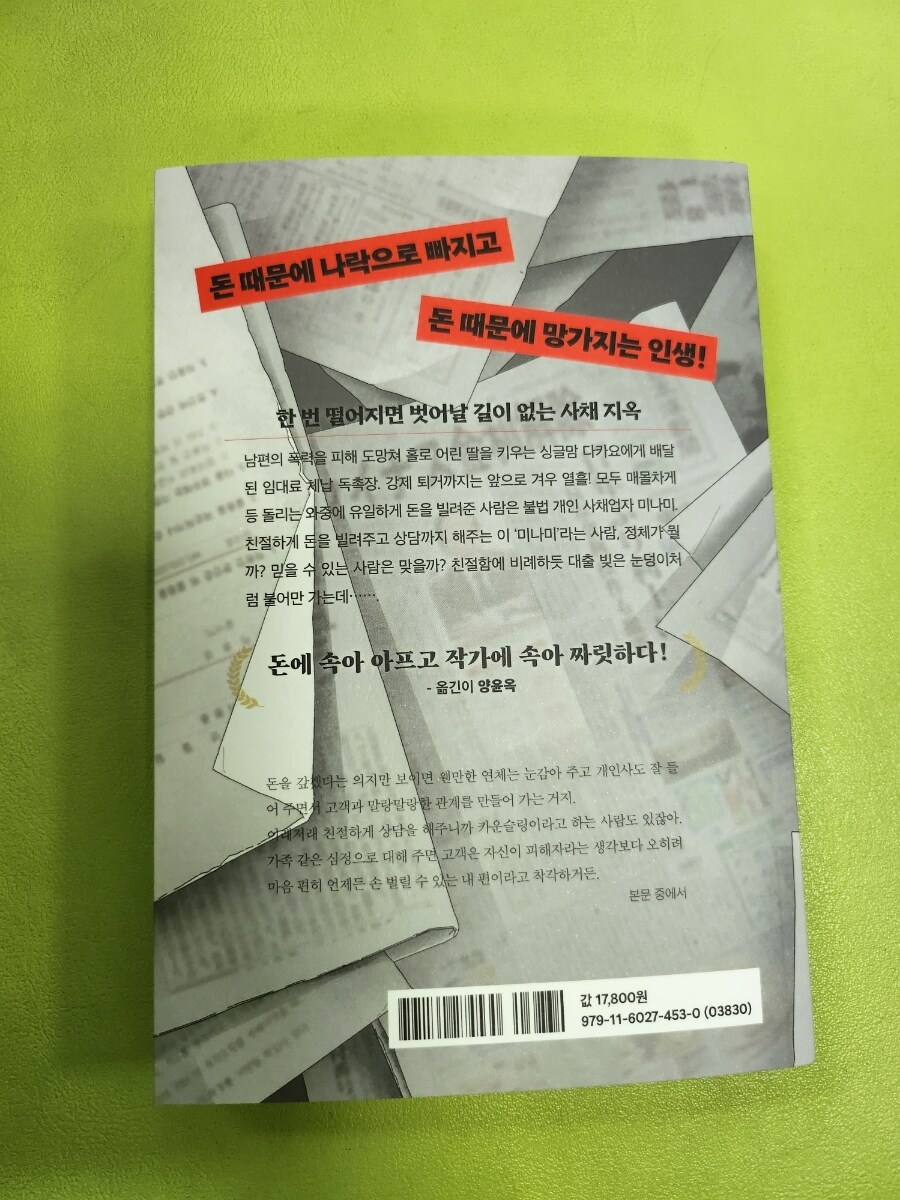 돈 때문에 나락으로 빠지고
돈 때문에 망가지는 인생!
한 번 떨어지면 벗어날 길이 없는 사채 지옥
남편의 폭력을 피해 도망쳐 홀로 어린 딸을 키우는 싱글맘 다카요에게 배달
된 임대료 체납 독촉장. 강제 퇴거까지는 앞으로 겨우 열흘! 모두 매몰차게
등 돌리는 와중에 유일하게 돈을 빌려준 사람은 불법 개인 사채업자 미나미.
친절하게 돈을 빌려주고 상담까지 해주는 이 ‘미나미’라는 사람, 정체가 뭘
까? 믿을 수 있는 사람은 맞을까? 친절함에 비례하듯 대출 빚은 눈덩이처
럼 불어만 가는데……
돈에 속아 아프고 작가에 속아 짜릿하다!
- 옮긴이 양윤옥
돈을 갚겠다는 의지만 보이면 웬만한 연체는 눈감아 주고 개인사도 잘 들
어 주면서 고객과 말랑말랑한 관계를 만들어 가는 거지.
이래저래 친절하게 상담을 해주니까 카운슬링이라고 하는 사람도 있잖아.
가족 같은 심정으로 대해 주면 고객은 자신이 피해자라는 생각보다 오히려
마음 편히 언제든 손 벌릴 수 있는 내 편이라고 착각하거든.
본문 중에서
값 17,800원
979-11-6027-453-0 (03830)